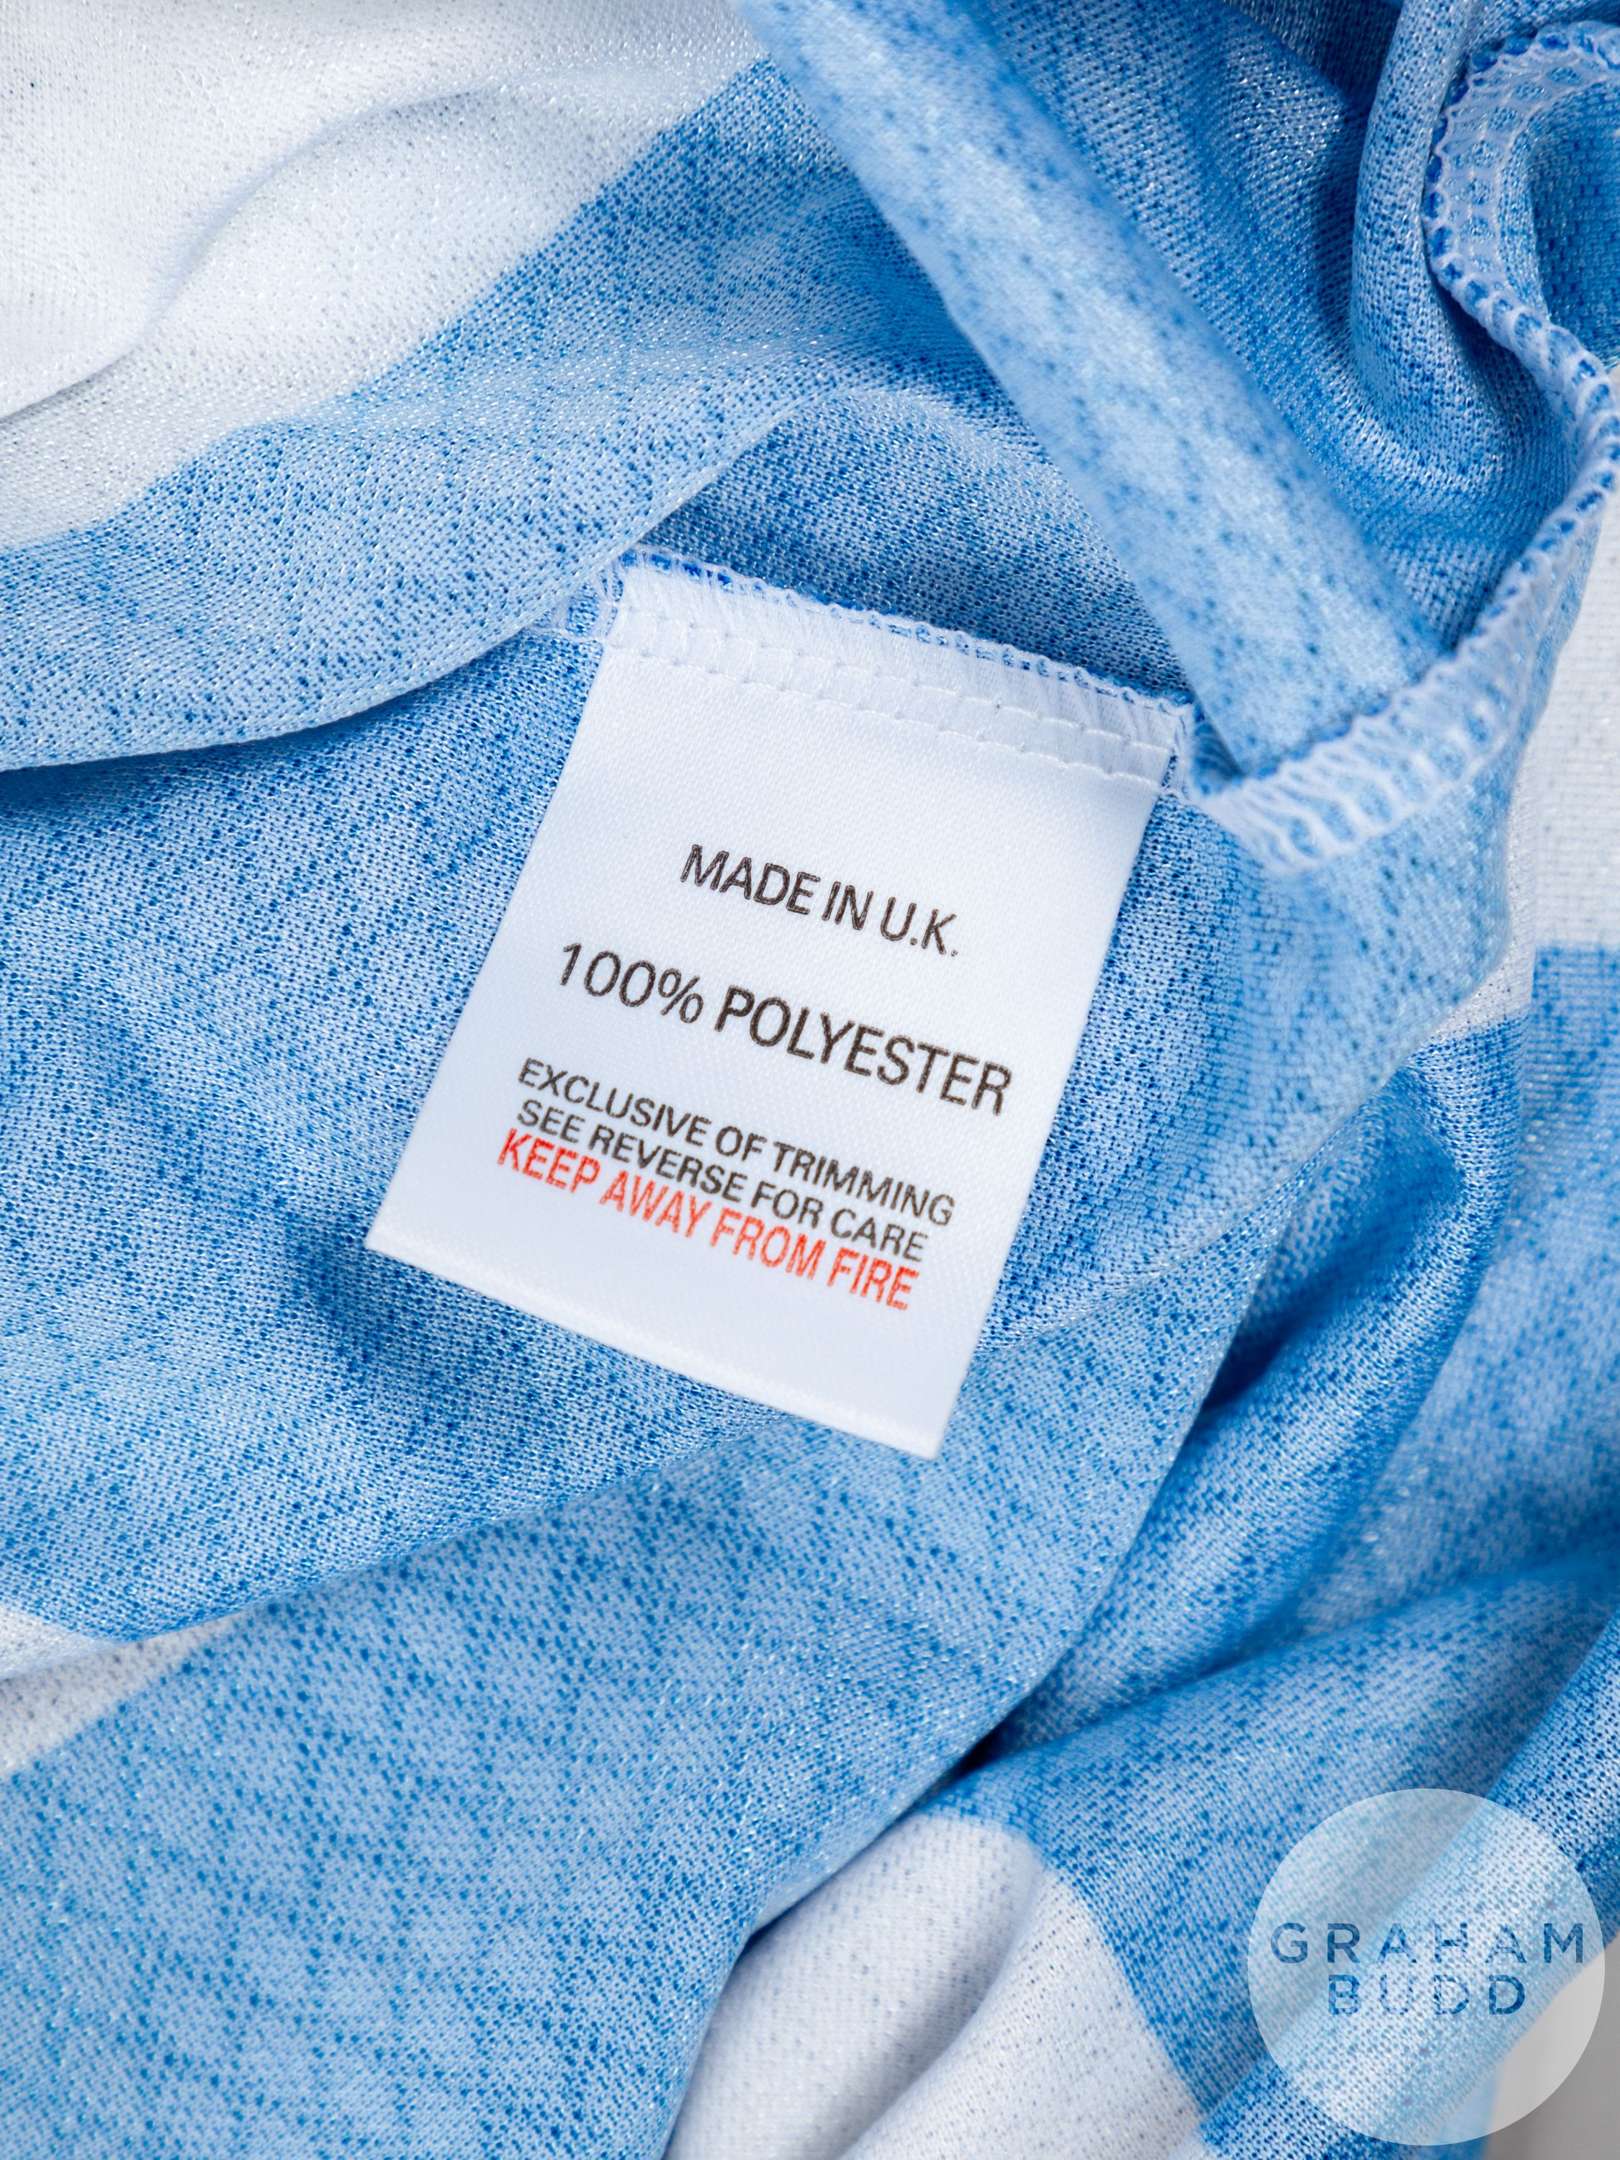 MADE IN U.K.
100% POLYESTER
EXCLUSIVE OF TRIMMING
SEE REVERSE FOR CARE
KEEP AWAY FROM FIRE
GRAHAM
BUDD